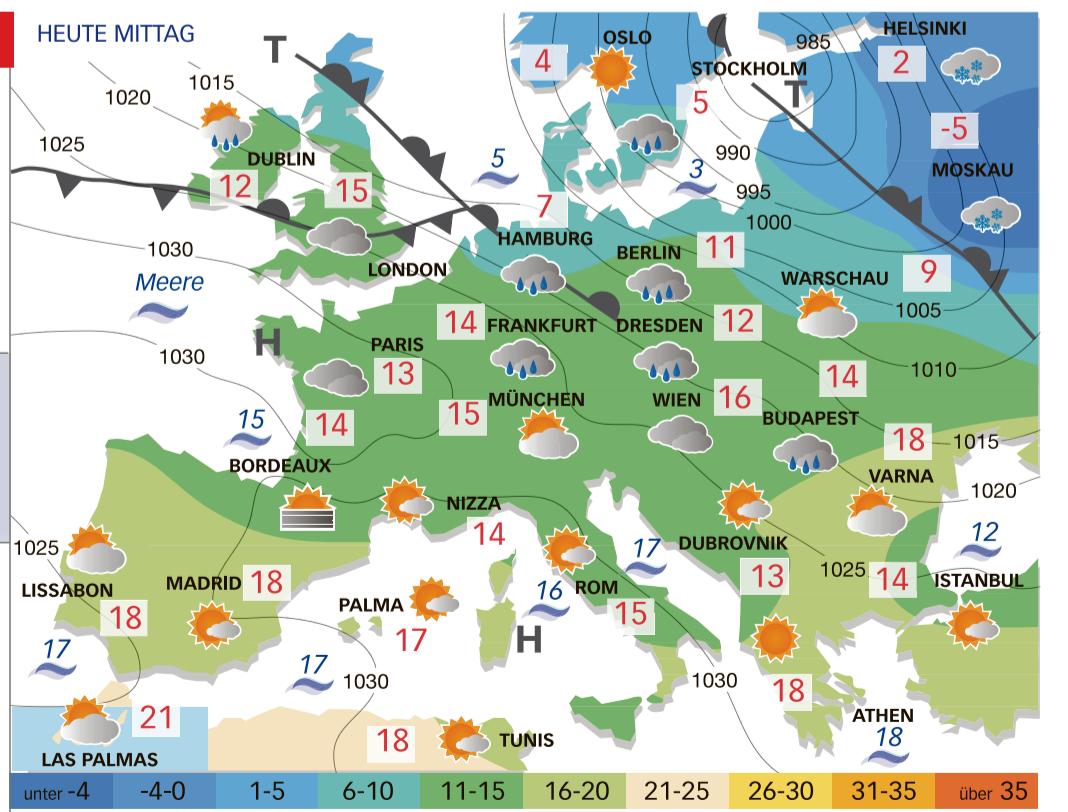 HEUTE MITTAG
T
OSLO
4
985
HELSINKI
2
STOCKHOLM
T
1015
1020
5
-5
1025
990
DUBLIN
MOSKAU
12
15
5
3
995
7
1000
1030
HAMBURG
11
BERLIN
LONDON
9
WARSCHAU
Meere
1005
14
FRANKFURT
DRESDEN
12
H
PARIS
1030
13
1010
14
MÜNCHEN
WIEN
16
15
14
15
BUDAPEST
18
1015
BORDEAUX
VARNA
1020
NIZZA
14
12
1025
17
DUBROVNIK
LISSABON
MADRID
18
13
1025
14
ISTANBUL
PALMA
16
ROM
18
17
15
H
17
17
1030
1030
18
21
ATHEN
18
18
TUNIS
LAS PALMAS
unter -4
-4-0
1-5
6-10
11-15
16-20
21-25
26-30
31-35
über 35